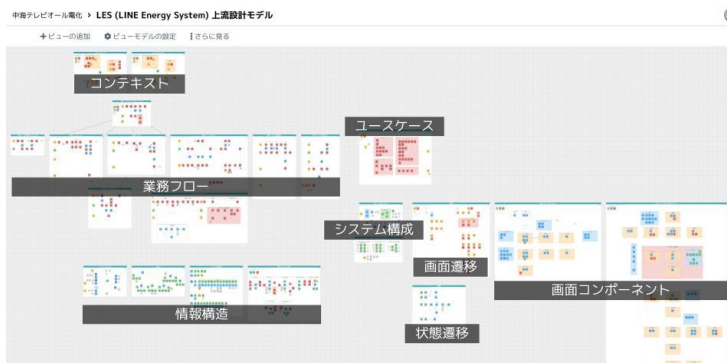 中海テレビオール電化 › LES (LINE Energy System) 上流設計モデル
+ビューの追加 ビューモデルの設定 さらに見る
コンテキスト
ユースケース
業務フロー
システム構成
画面遷移
画面コンポーネント
情報構造
状態遷移